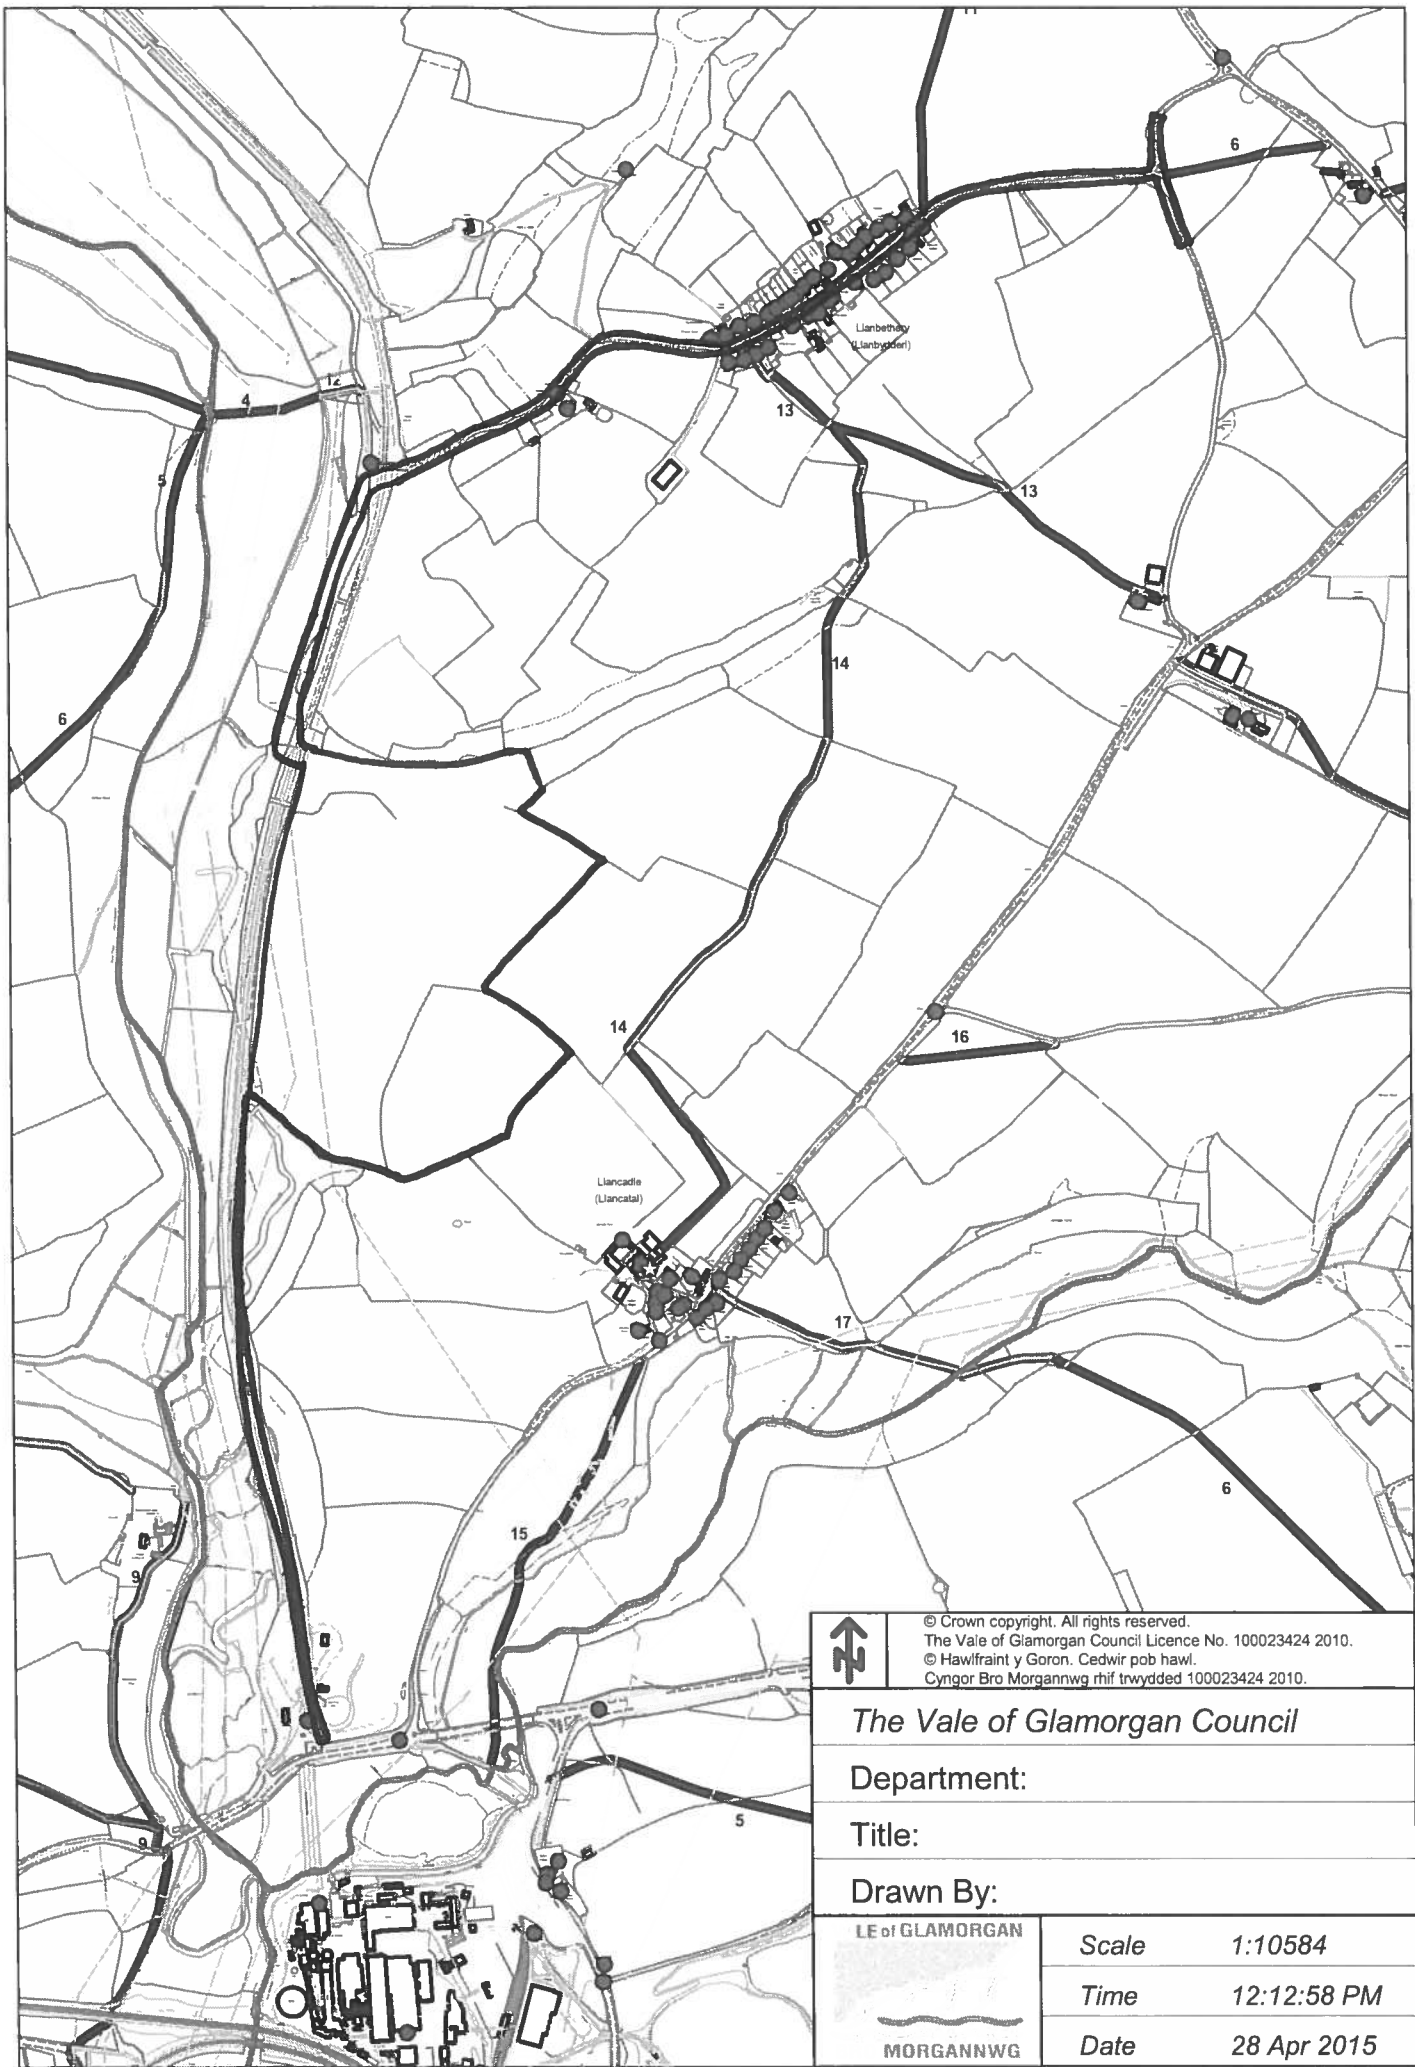 6
12
4
5
6
Llanbethery
(Llanbydderi)
13
13
14
14
16
Llancadle
(Llancatal)
17
6
15
9
9
5
N
© Crown copyright. All rights reserved.
The Vale of Glamorgan Council Licence No. 100023424 2010.
© Hawlfraint y Goron. Cedwir pob hawl.
Cyngor Bro Morgannwg rhif trwydded 100023424 2010.
The Vale of Glamorgan Council
Department:
Title:
Drawn By:
LE of GLAMORGAN
MORGANNWG
Scale 1:10584
Time 12:12:58 PM
Date 28 Apr 2015